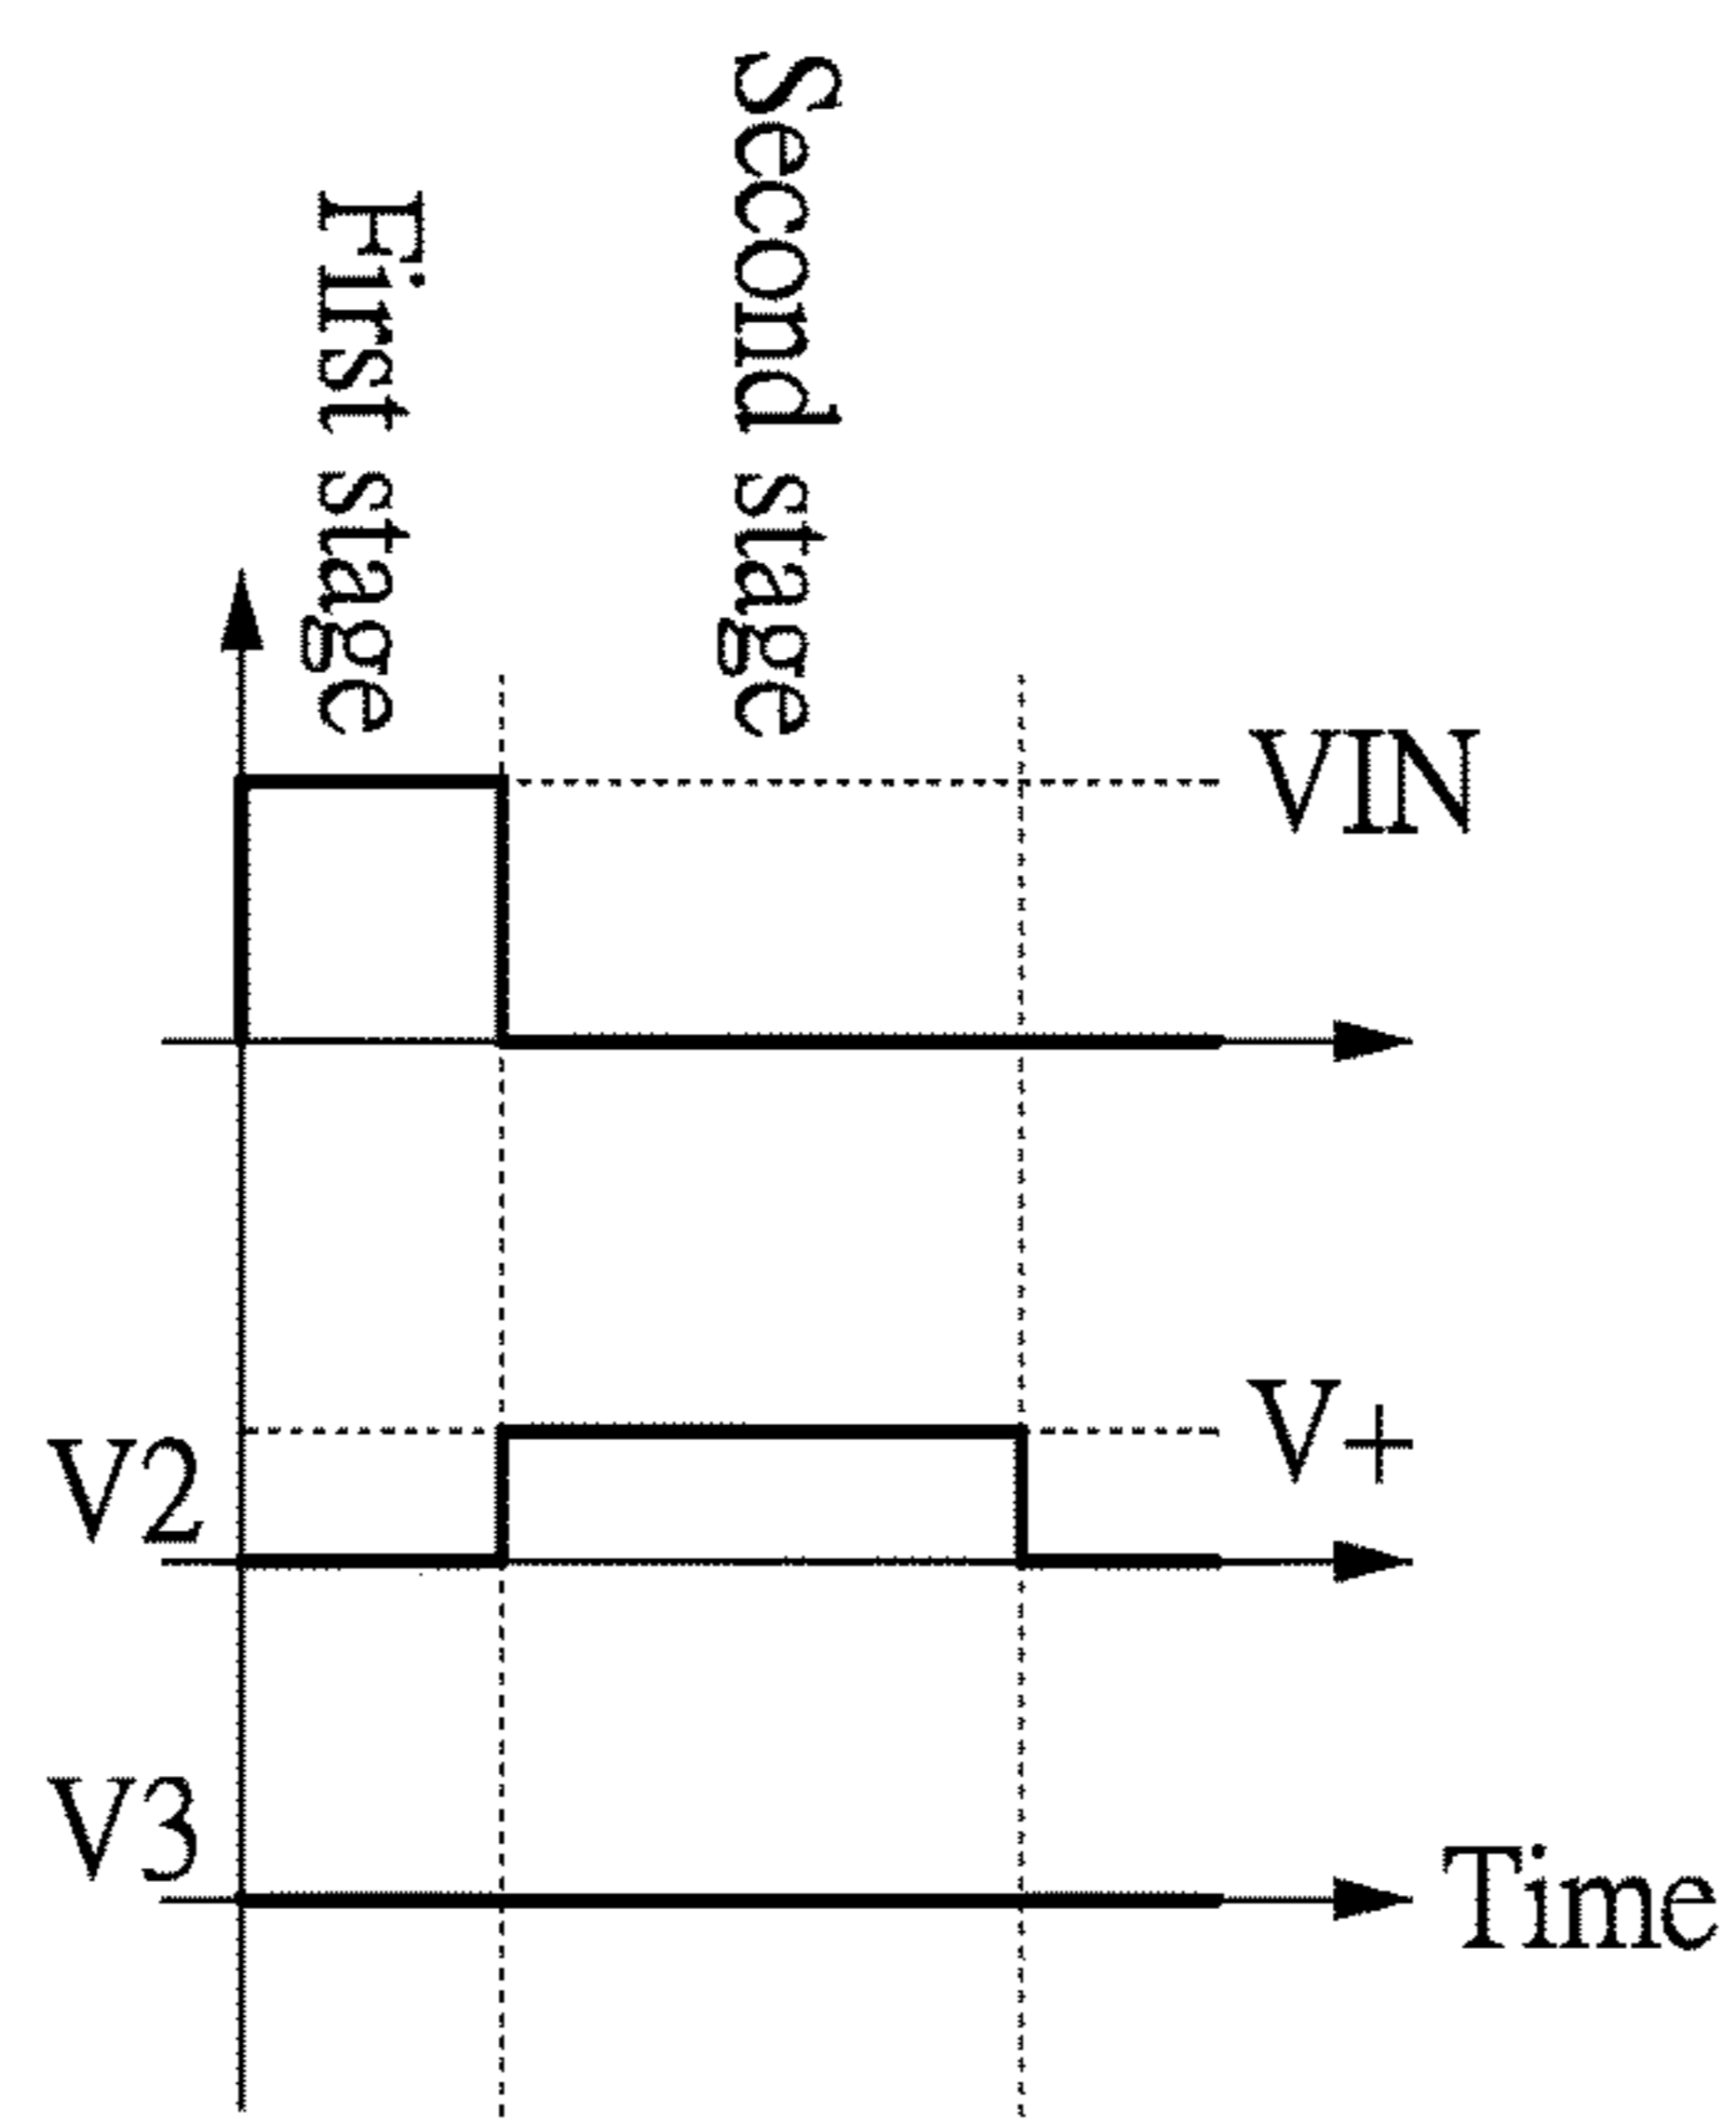 First stage
Second stage
VIN
V+
V2
V3
Time